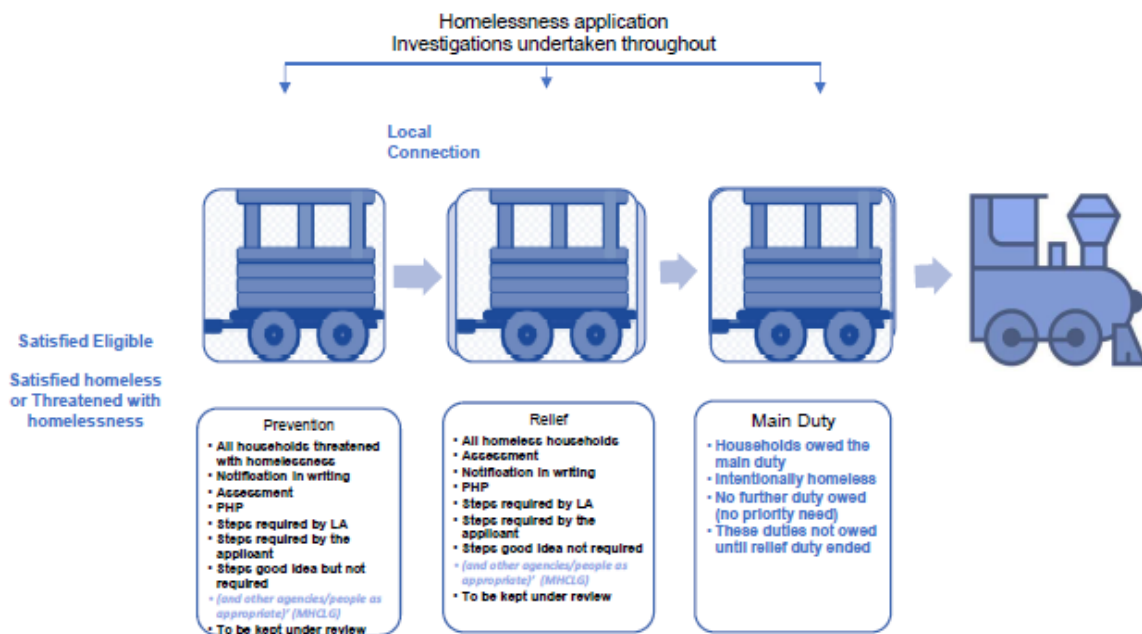 Homelessness application
Investigations undertaken throughout
Local
Connection
Satisfied Eligible
Satisfied homeless
or Threatened with
homelessness
Prevention
• All households threatened
with homelessness
• Notification in writing
• Assessment
• PHP
• Steps required by LA
• Steps required by the
applicant
• Steps good idea but not
required
• (and other agencies/people as
appropriate)' (MHCLG)
• To be kept under review
Relief
• All homeless households
• Assessment
• Notification in writing
• PHP
• Steps required by LA
• Steps required by the
applicant
• Steps good idea not required
• (and other agencies/people as
appropriate)' (MHCLG)
• To be kept under review
Main Duty
• Households owed the
main duty
• Intentionally homeless
• No further duty owed
(no priority need)
• These duties not owed
until relief duty ended